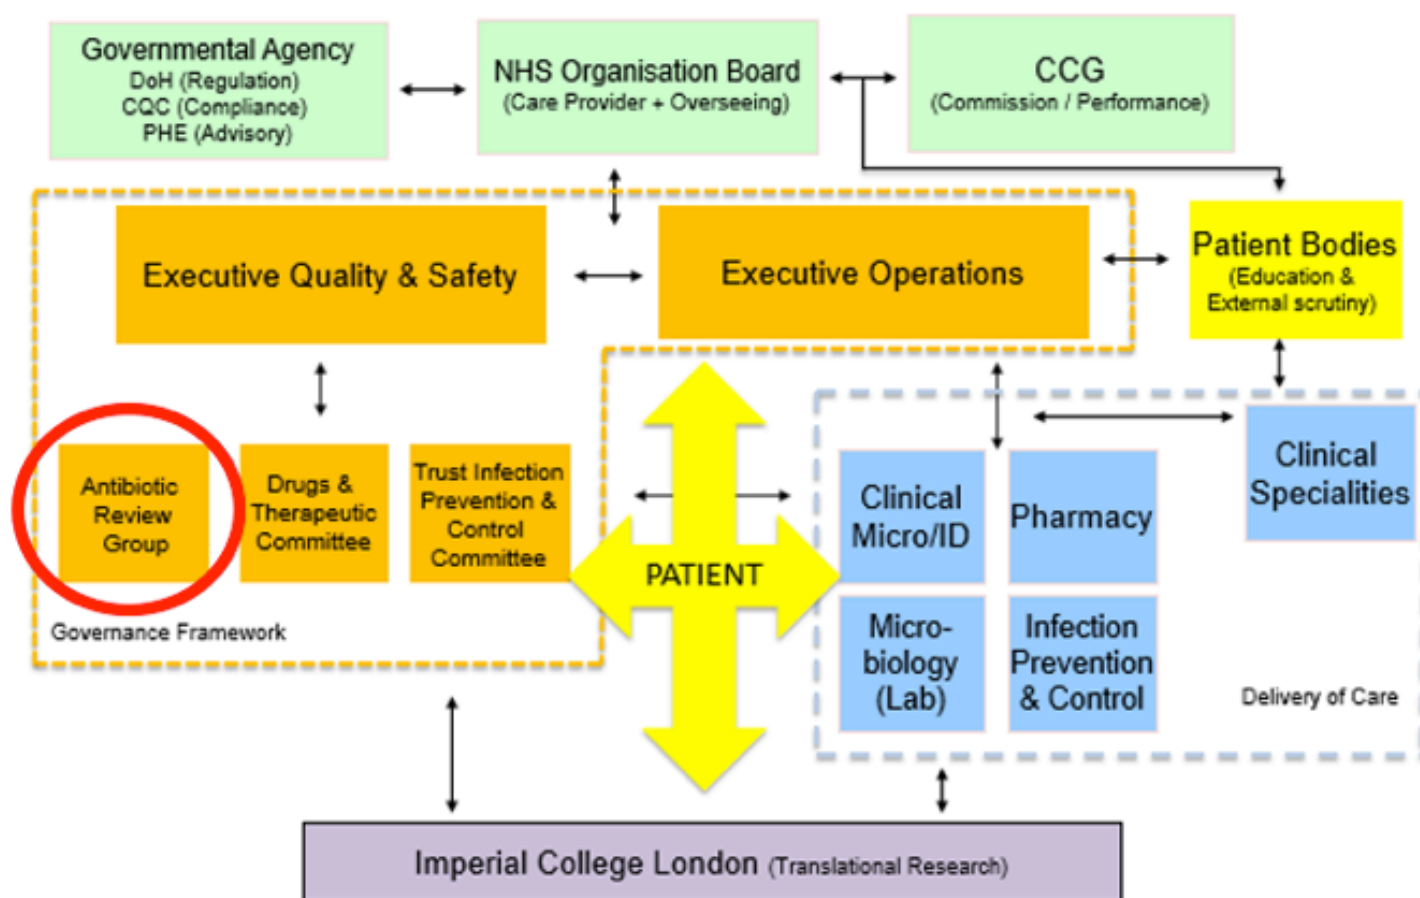 Governmental Agency
DoH (Regulation)
CQC (Compliance)
PHE (Advisory)
NHS Organisation Board
(Care Provider + Overseeing)
CCG
(Commission / Performance)
Executive Quality & Safety
Executive Operations
Patient Bodies
(Education &
External scrutiny)
Antibiotic
Review
Group
Drugs &
Therapeutic
Committee
Trust Infection
Prevention &
Control
Committee
Governance Framework
PATIENT
Clinical
Micro/ID
Pharmacy
Clinical
Specialities
Micro-
biology
(Lab)
Infection
Prevention
& Control
Delivery of Care
Imperial College London (Translational Research)